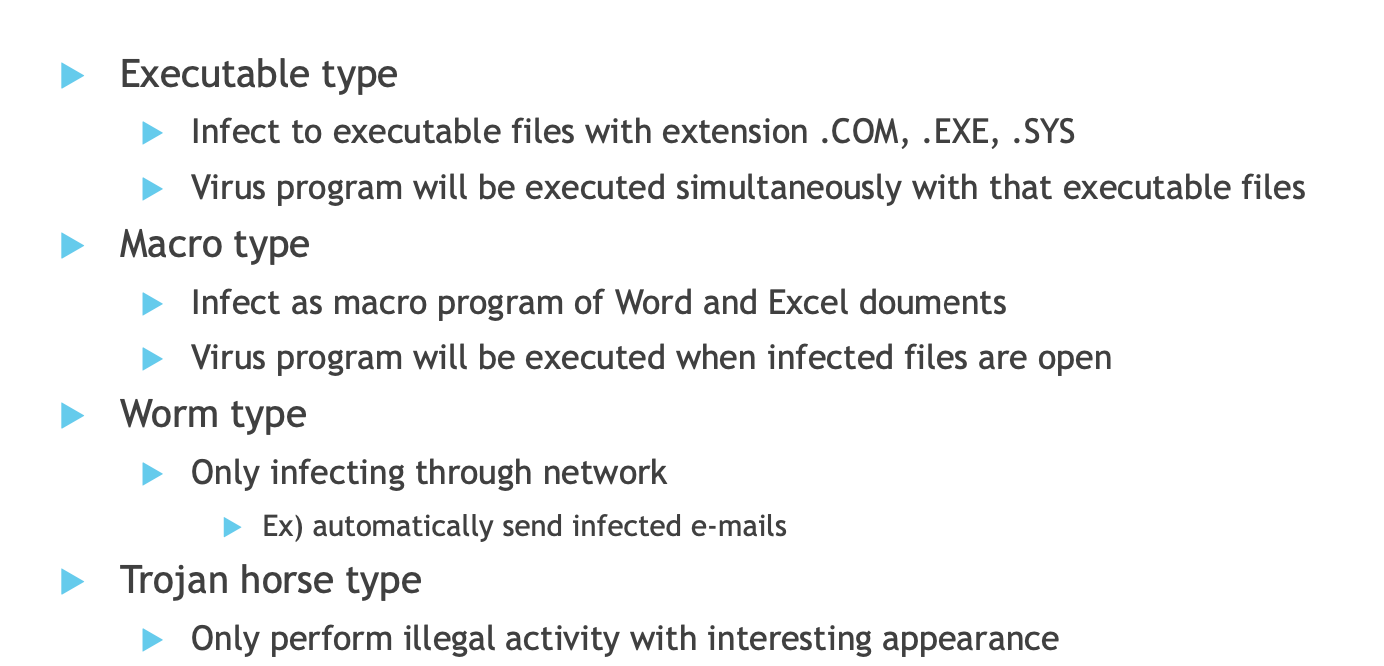 Executable type
Infect to executable files with extension .COM, .EXE, .SYS
Virus program will be executed simultaneously with that executable files
Macro type
Infect as macro program of Word and Excel douments
Virus program will be executed when infected files are open
Worm type
Only infecting through network
Ex) automatically send infected e-mails
Trojan horse type
Only perform illegal activity with interesting appearance